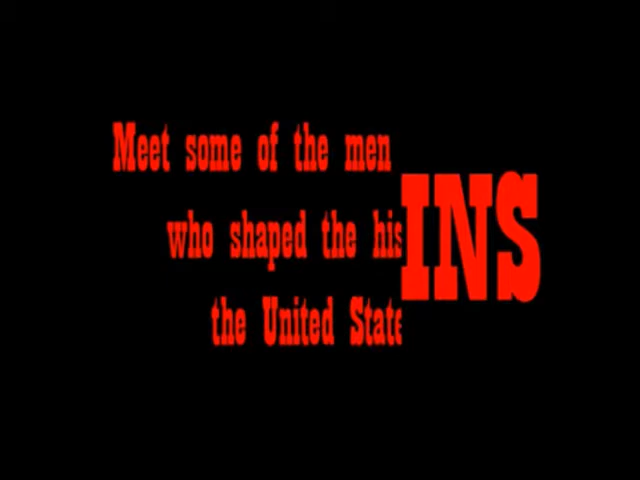 Meet some of the men
who shaped the his
the United State
INS